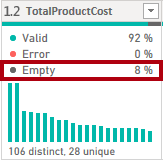 1.2 TotalProductCost
Valid 92 %
Error 0 %
Empty 8 %
106 distinct, 28 unique